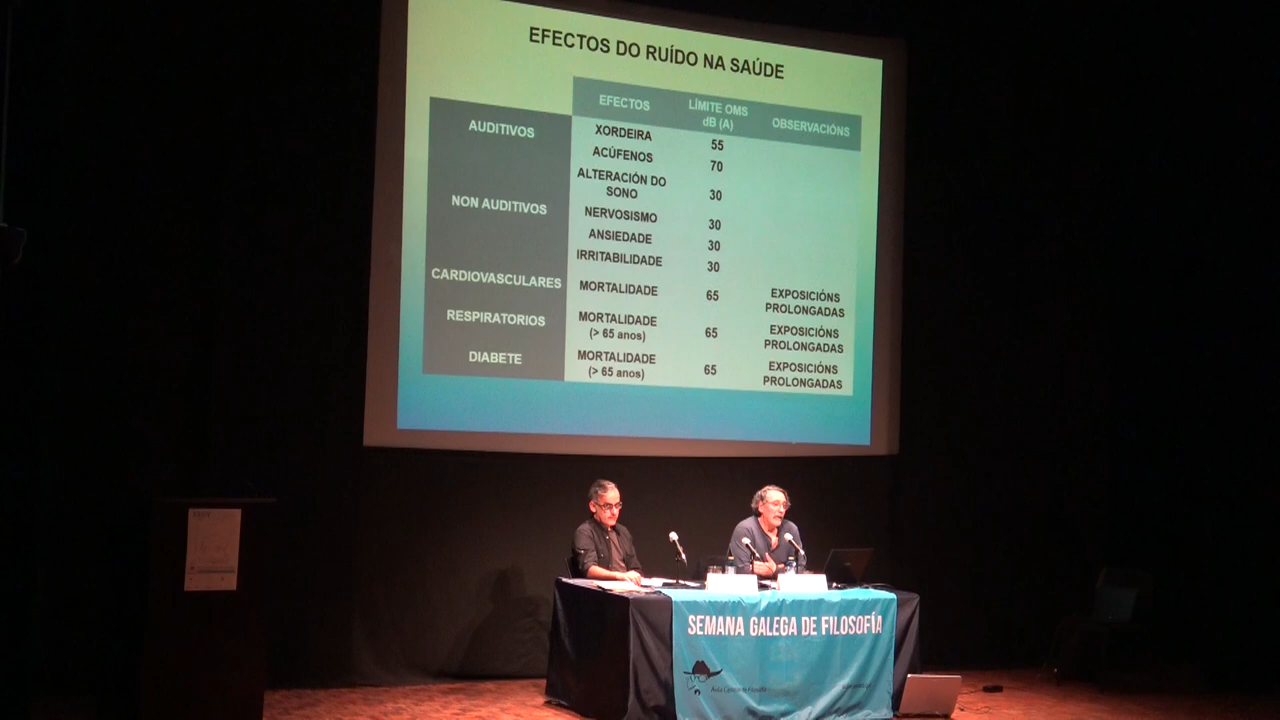 EFECTOS DO RUÍDO NA SAÚDE
EFECTOS
LÍMITE OMS
dB (A)
OBSERVACIÓNS
AUDITIVOS
XORDEIRA
55
ACÚFENOS
70
NON AUDITIVOS
ALTERACIÓN DO
SONO
30
NERVOSISMO
30
ANSIEDADE
30
IRRITABILIDADE
30
CARDIOVASCULARES
MORTALIDADE
65
EXPOSICIÓNS
PROLONGADAS
RESPIRATORIOS
MORTALIDADE
(> 65 anos)
65
EXPOSICIÓNS
PROLONGADAS
DIABETE
MORTALIDADE
(> 65 anos)
65
EXPOSICIÓNS
PROLONGADAS
SEMANA GALEGA DE FILOSOFÍA